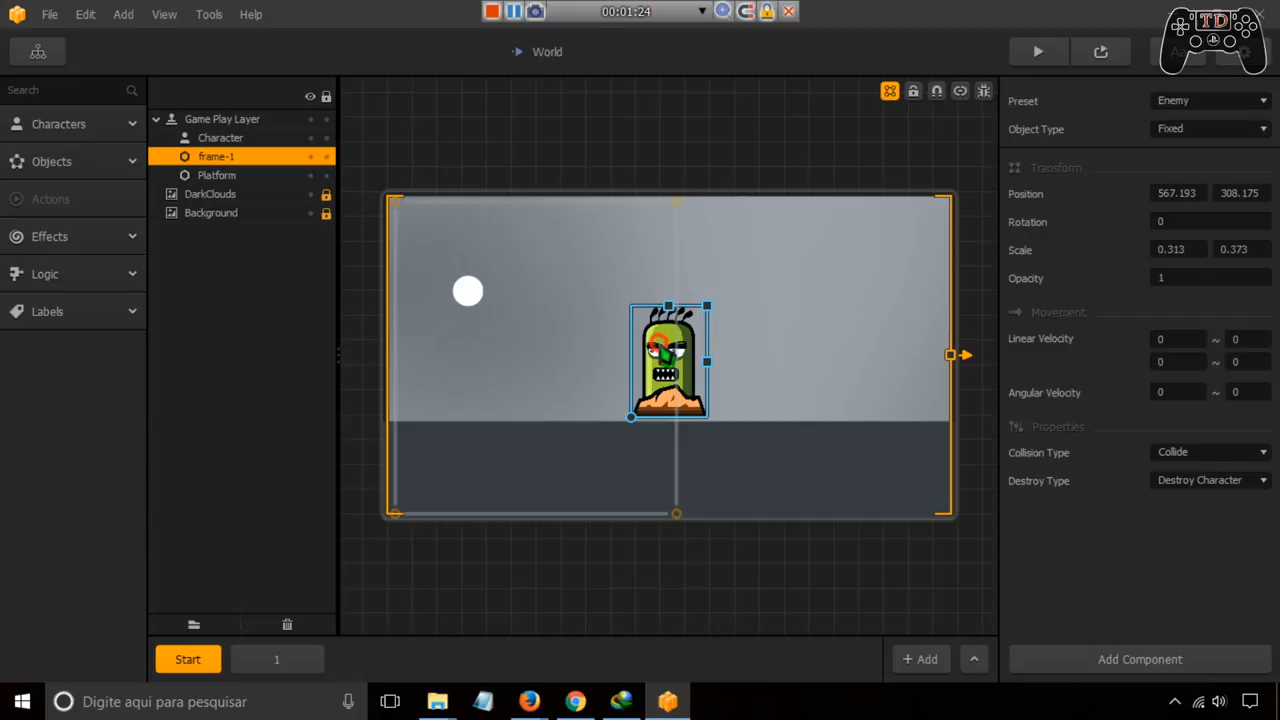 File Edit View Tools Help
00:01:24
TD
World
Search
Characters
Objects
Actions
Effects
Logic
Labels
Game Play Layer
Character
frame-1
Platform
DarkClouds
Background
Preset Enemy
Object Type Fixed
Transform
Position 567.193 308.175
Rotation 0
Scale 0.313 0.373
Opacity 1
Movement
Linear Velocity 0 ~ 0
0 ~ 0
Angular Velocity 0 ~ 0
Properties
Collision Type Collide
Destroy Type Destroy Character
Start 1
+ Add
Add Component
Digite aqui para pesquisar